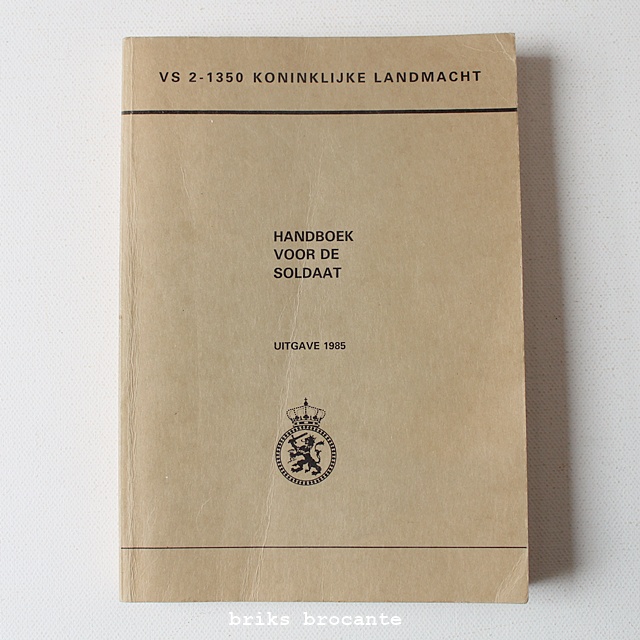 VS 2-1350 KONINKLIJKE LANDMACHT
HANDBOEK
VOOR DE
SOLDAAT
UITGAVE 1985
briks brocante